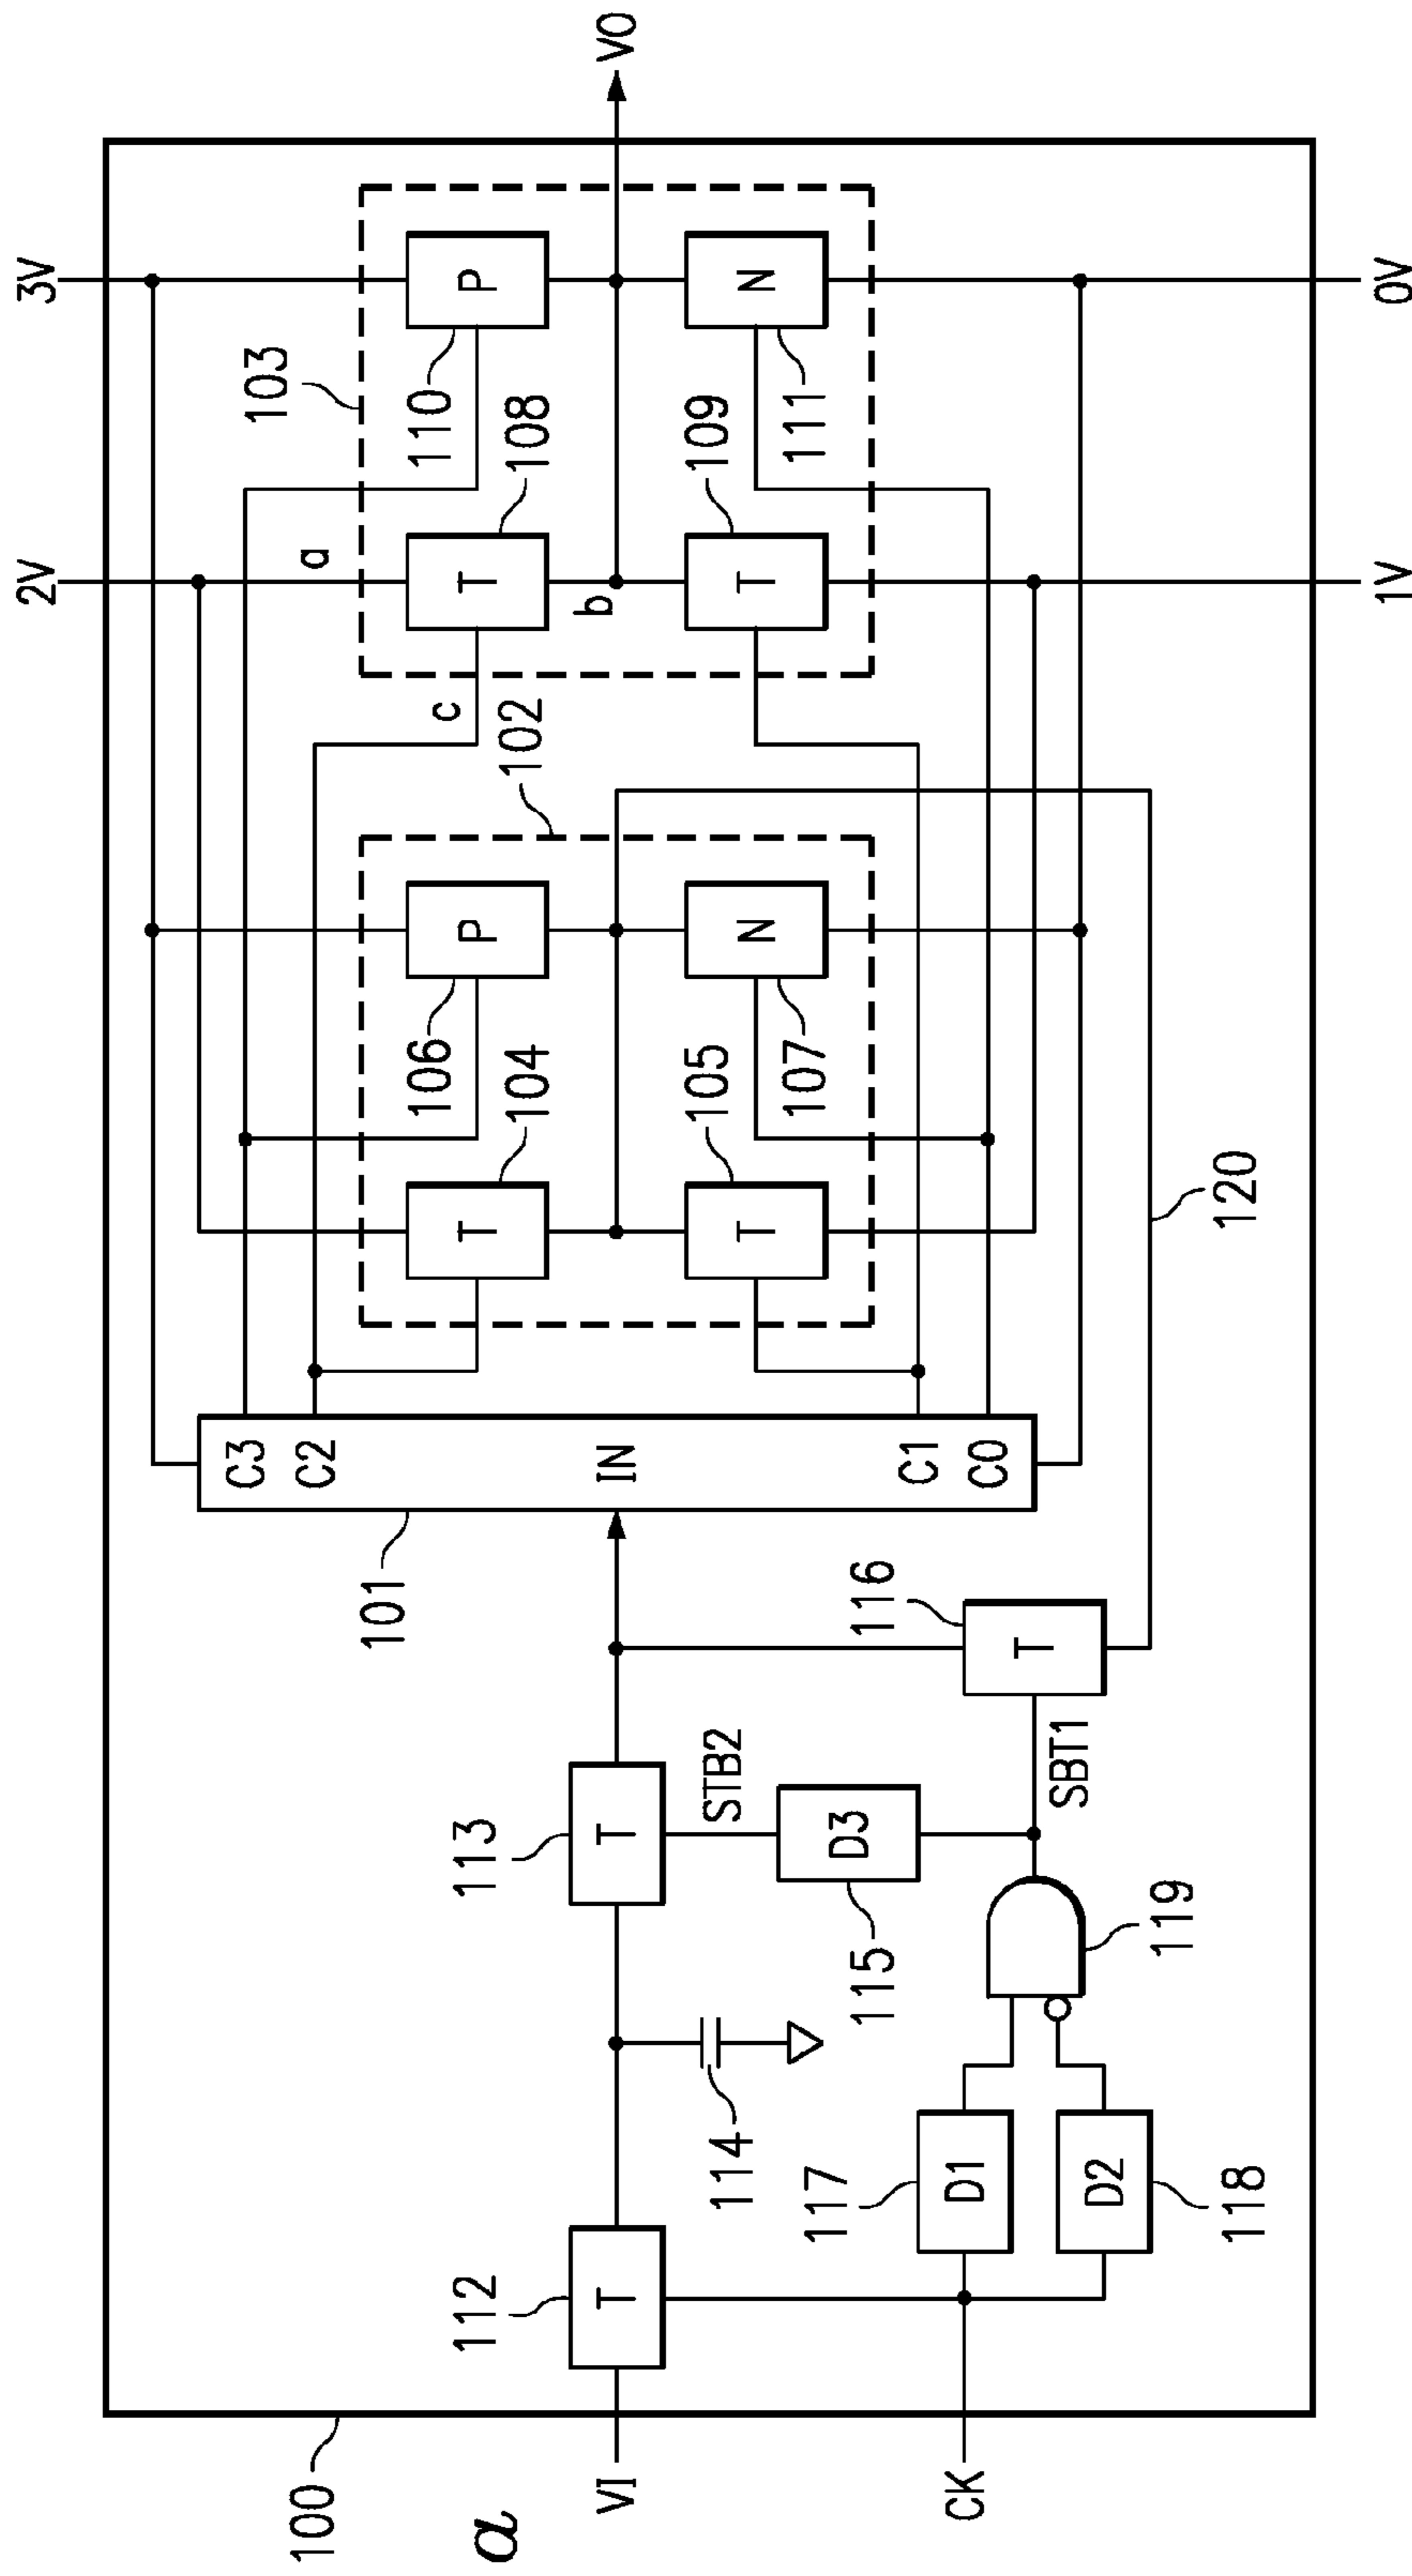 2V
3V
103
a
T
P
110
108
c
b
VO
T
N
109
111
102
T
P
106
104
T
N
105
107
C3
C2
IN
C1
C0
101
120
116
T
113
T
STB2
SBT1
D3
115
119
114
112
T
117
D1
D2
118
100
VI
CK
a
1V
0V